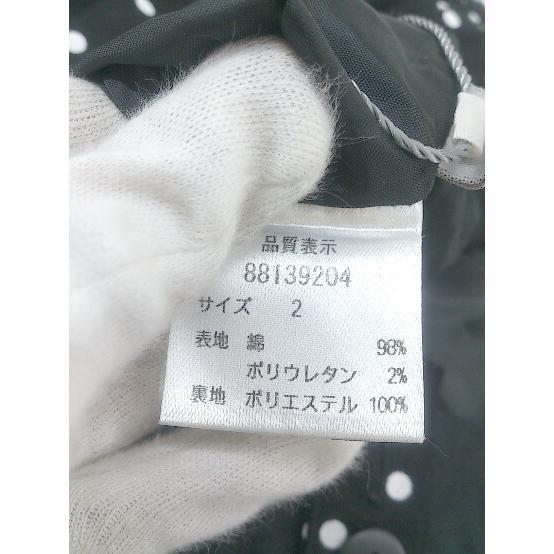 品質表示
88139204
サイズ 2
表地 綿 98%
ポリウレタン 2%
裏地 ポリエステル 100%